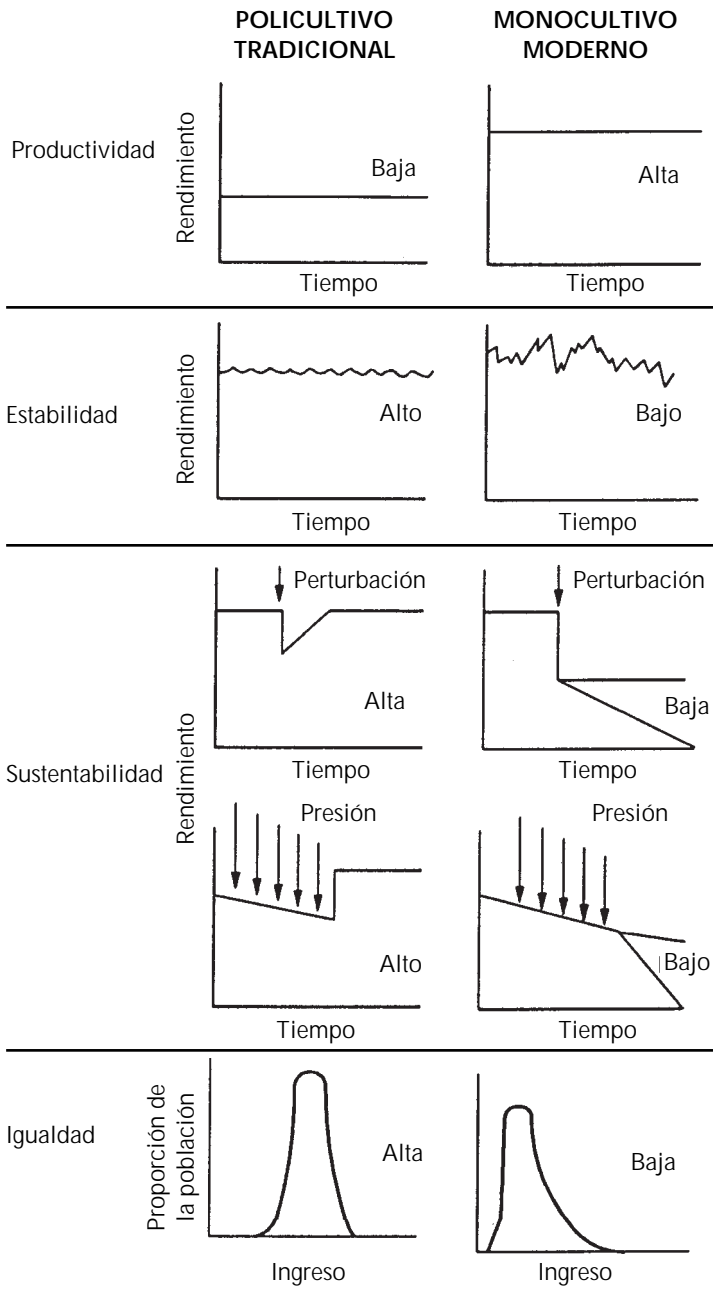 POLICULTIVO
TRADICIONAL
MONOCULTIVO
MODERNO
Productividad
Rendimiento
Baja
Tiempo
Alta
Tiempo
Estabilidad
Rendimiento
Alto
Tiempo
Bajo
Tiempo
Sustentabilidad
Rendimiento
Perturbación
Alta
Tiempo
Perturbación
Baja
Tiempo
Presión
Alto
Tiempo
Presión
Bajo
Tiempo
Igualdad
Proporción de
la población
Alta
Ingreso
Baja
Ingreso